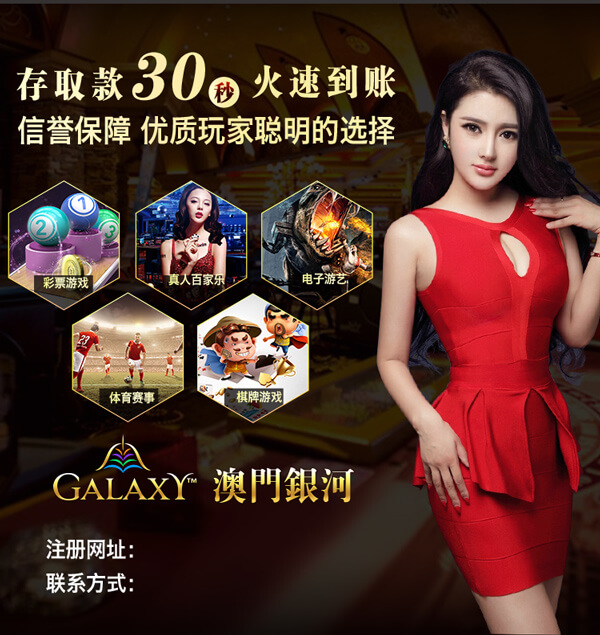 存取款30秒 火速到账
信誉保障 优质玩家聪明的选择
彩票游戏
真人百家乐
电子游艺
体育赛事
棋牌游戏
GALAXY™ 澳門銀河
注册网址:
联系方式: